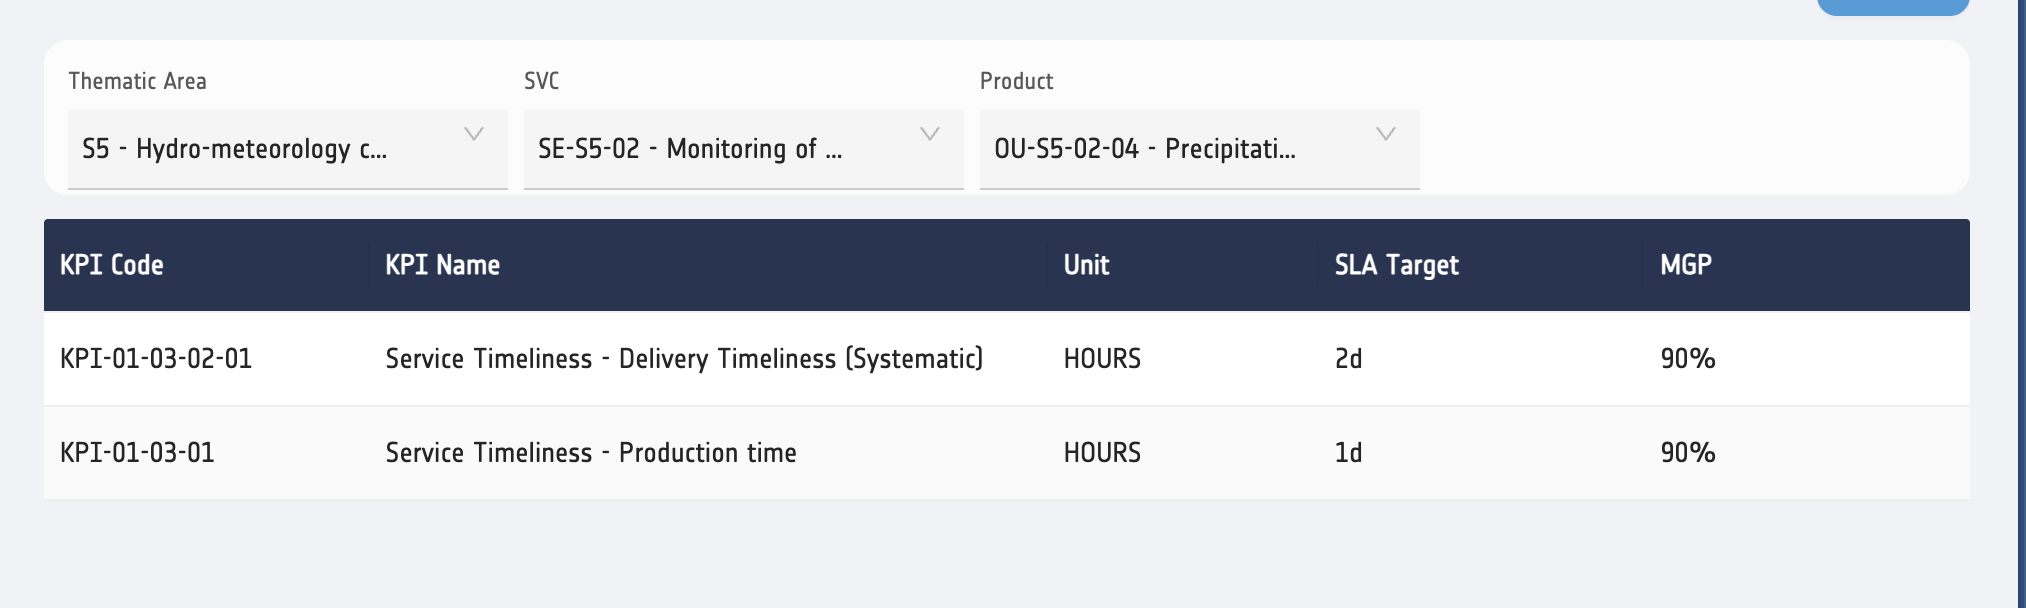 Thematic Area SVC Product
S5 - Hydro-meteorology c... SE-S5-02 - Monitoring of ... OU-S5-02-04 - Precipitati...
KPI Code KPI Name Unit SLA Target MGP
KPI-01-03-02-01 Service Timeliness - Delivery Timeliness (Systematic) HOURS 2d 90%
KPI-01-03-01 Service Timeliness - Production time HOURS 1d 90%